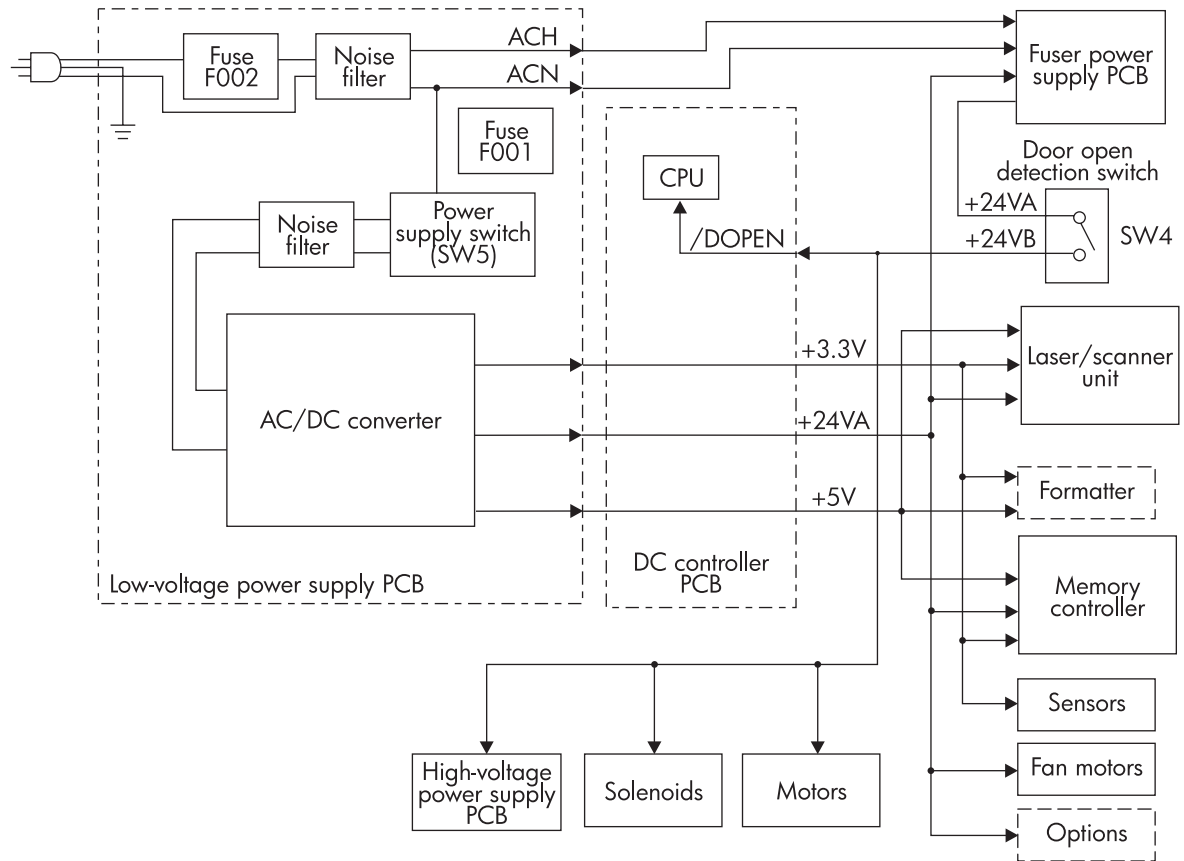 ACH
Fuse
F002
Noise
filter
ACN
Fuser power
supply PCB
Fuse
F001
Door open
detection switch
CPU
+24VA
Power
supply switch
(SW5)
Noise
filter
/DOPEN
+24VB
SW4
+3.3V
Laser/scanner
unit
AC/DC converter
+24VA
+5V
Formatter
Low-voltage power supply PCB
DC controller
PCB
Memory
controller
Sensors
High-voltage
power supply
PCB
Solenoids
Motors
Fan motors
Options